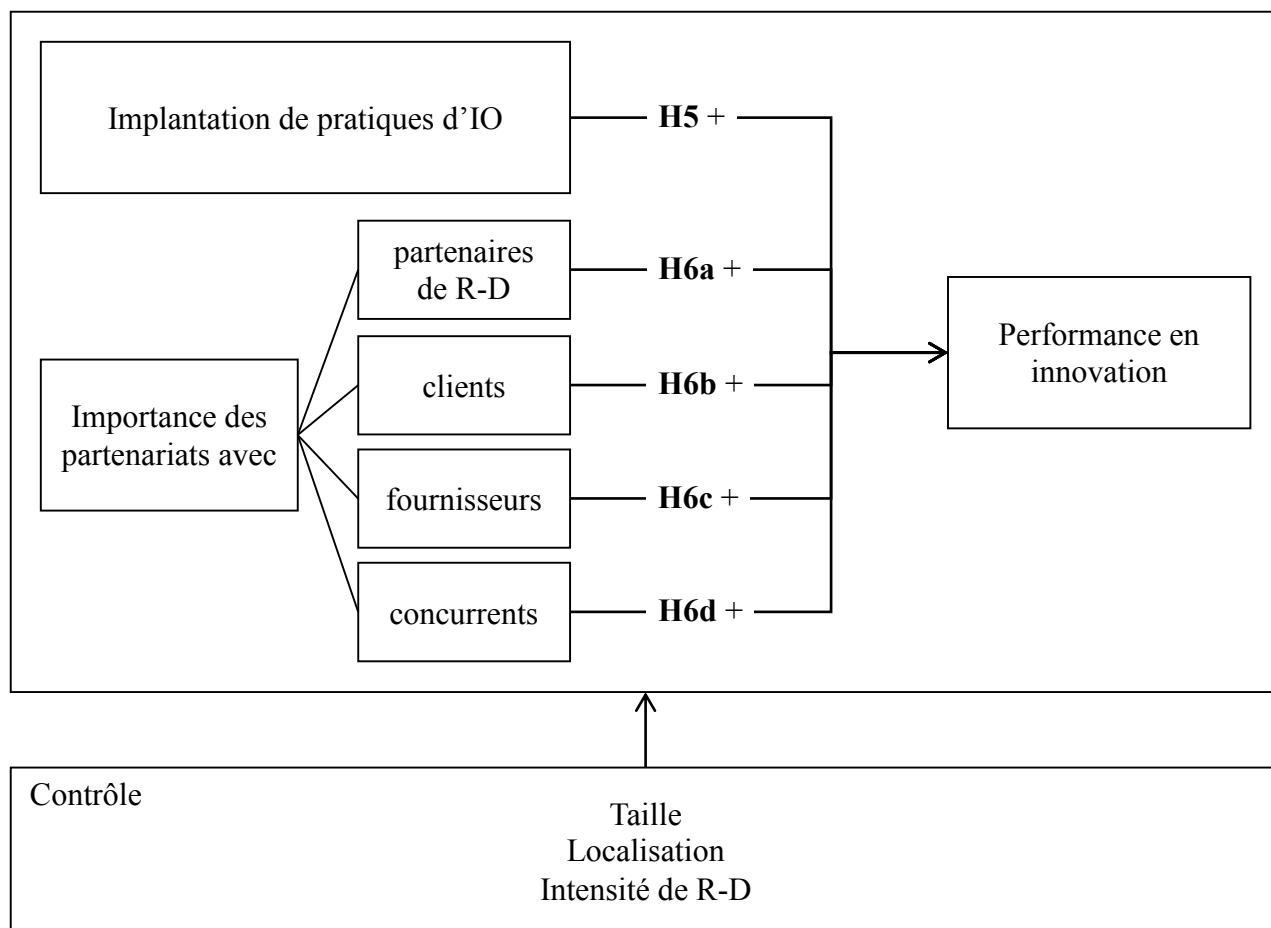 Implantation de pratiques d’IO
H5 +
partenaires
de R-D
H6a +
Importance des
partenariats avec
clients
H6b +
fournisseurs
H6c +
concurrents
H6d +
Performance en
innovation
Contrôle
Taille
Localisation
Intensité de R-D